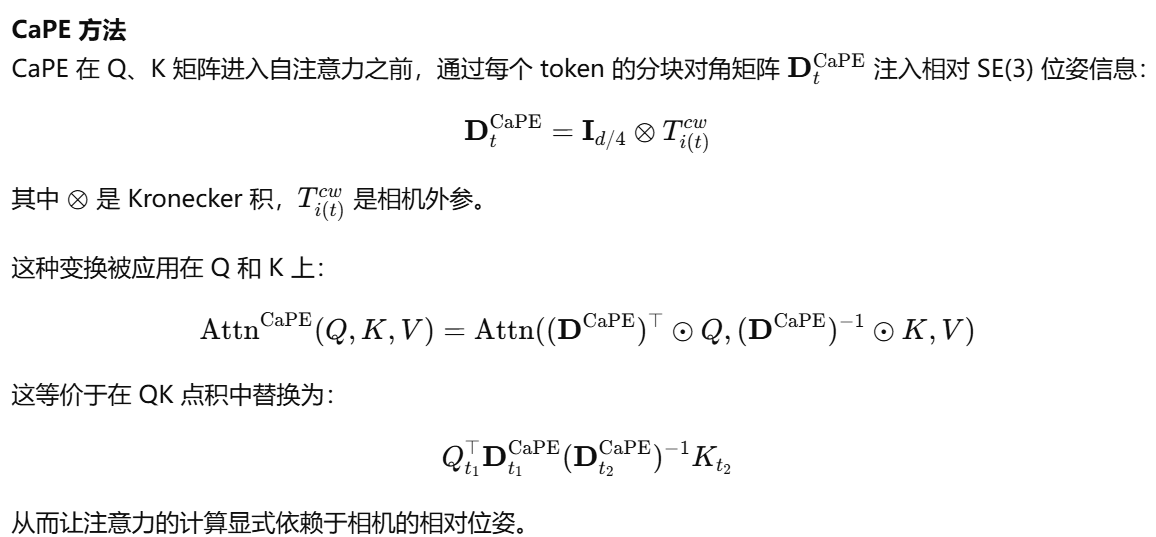 CaPE 方法
CaPE 在 Q、K 矩阵进入自注意力之前，通过每个 token 的分块对角矩阵 $\mathbf{D}_t^{\mathrm{CaPE}}$ 注入相对 SE(3) 位姿信息：
$\mathbf{D}_t^{\mathrm{CaPE}} = \mathbf{I}_{d/4} \otimes T_{i(t)}^{cw}$
其中 ⊗ 是 Kronecker 积，$T_{i(t)}^{cw}$ 是相机外参。
这种变换被应用在 Q 和 K 上：
$\mathrm{Attn}^{\mathrm{CaPE}}(Q, K, V) = \mathrm{Attn}((\mathbf{D}^{\mathrm{CaPE}})^\top \odot Q, (\mathbf{D}^{\mathrm{CaPE}})^{-1} \odot K, V)$
这等价于在 QK 点积中替换为：
$Q_{t_1}^\top \mathbf{D}_{t_1}^{\mathrm{CaPE}} (\mathbf{D}_{t_2}^{\mathrm{CaPE}})^{-1} K_{t_2}$
从而让注意力的计算显式依赖于相机的相对位姿。